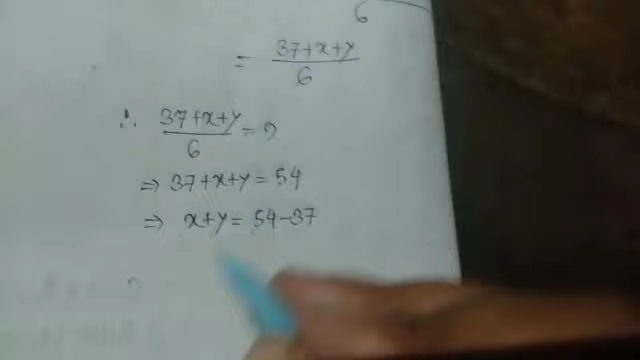 6
= 37+x+y/6
∴ 37+x+y/6 = 9
⇒ 37+x+y = 54
⇒ x+y = 54-37